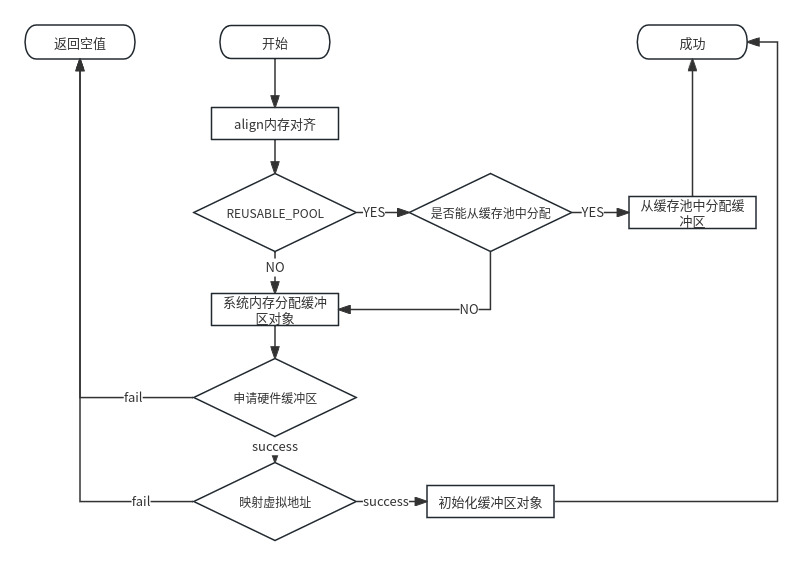 返回空值
开始
成功
align内存对齐
REUSABLE_POOL
YES
是否能从缓存池中分配
YES
从缓存池中分配缓
冲区
NO
系统内存分配缓冲
区对象
NO
申请硬件缓冲区
fail
success
映射虚拟地址
fail
success
初始化缓冲区对象